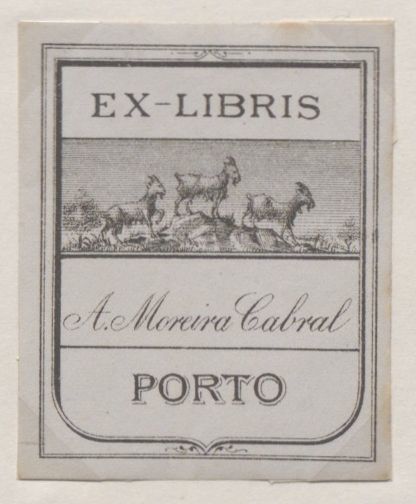 EX-LIBRIS
A. Moreira Cabral
PORTO